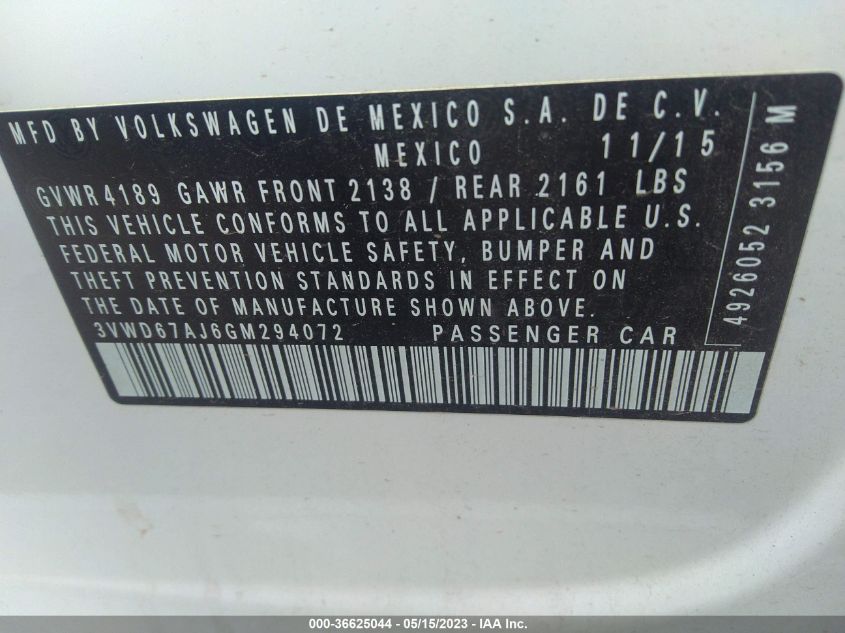 MFD BY VOLKSWAGEN DE MEXICO S.A. DE C.V.
MEXICO 11/15
GVWR4189 GAWR FRONT 2138 / REAR 2161 LBS
THIS VEHICLE CONFORMS TO ALL APPLICABLE U.S.
FEDERAL MOTOR VEHICLE SAFETY, BUMPER AND
THEFT PREVENTION STANDARDS IN EFFECT ON
THE DATE OF MANUFACTURE SHOWN ABOVE.
3VWD67AJ6GM294072 PASSENGER CAR
4926052 3156 M
000-36625044 - 05/15/2023 - IAA Inc.